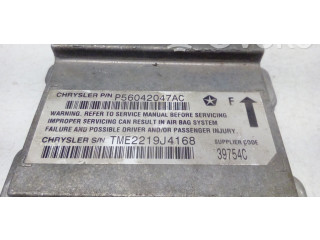 CHRYSLER P/N P56042047AC
F
WARNING. REFER TO SERVICE MANUAL BEFORE SERVICING
IMPROPER SERVICING CAN RESULT IN AIR BAG SYSTEM
FAILURE AND POSSIBLE DRIVER AND/OR PASSENGER INJURY.
CHRYSLER S/N TME2219J4168
SUPPLIER CODE
39754C